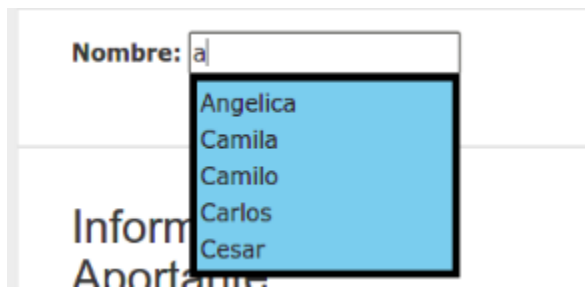 Nombre: a
Angelica
Camila
Camilo
Carlos
Cesar
Inform